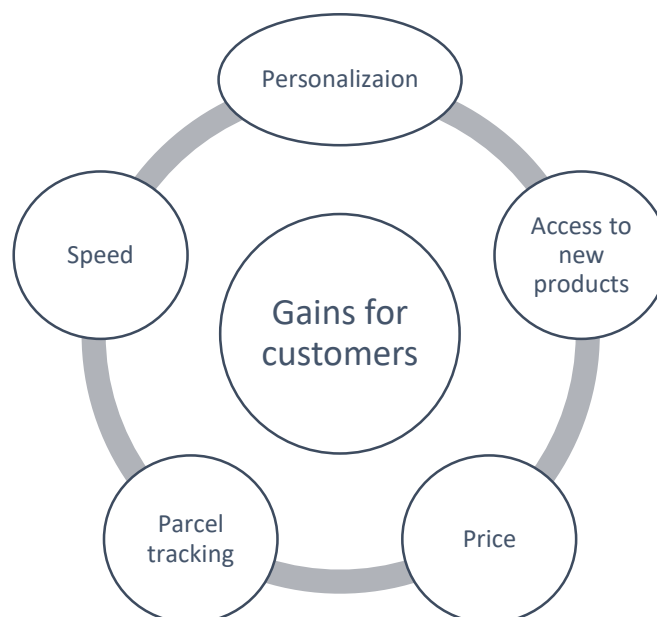 Personalizaion
Access to
new
products
Price
Parcel
tracking
Speed
Gains for
customers